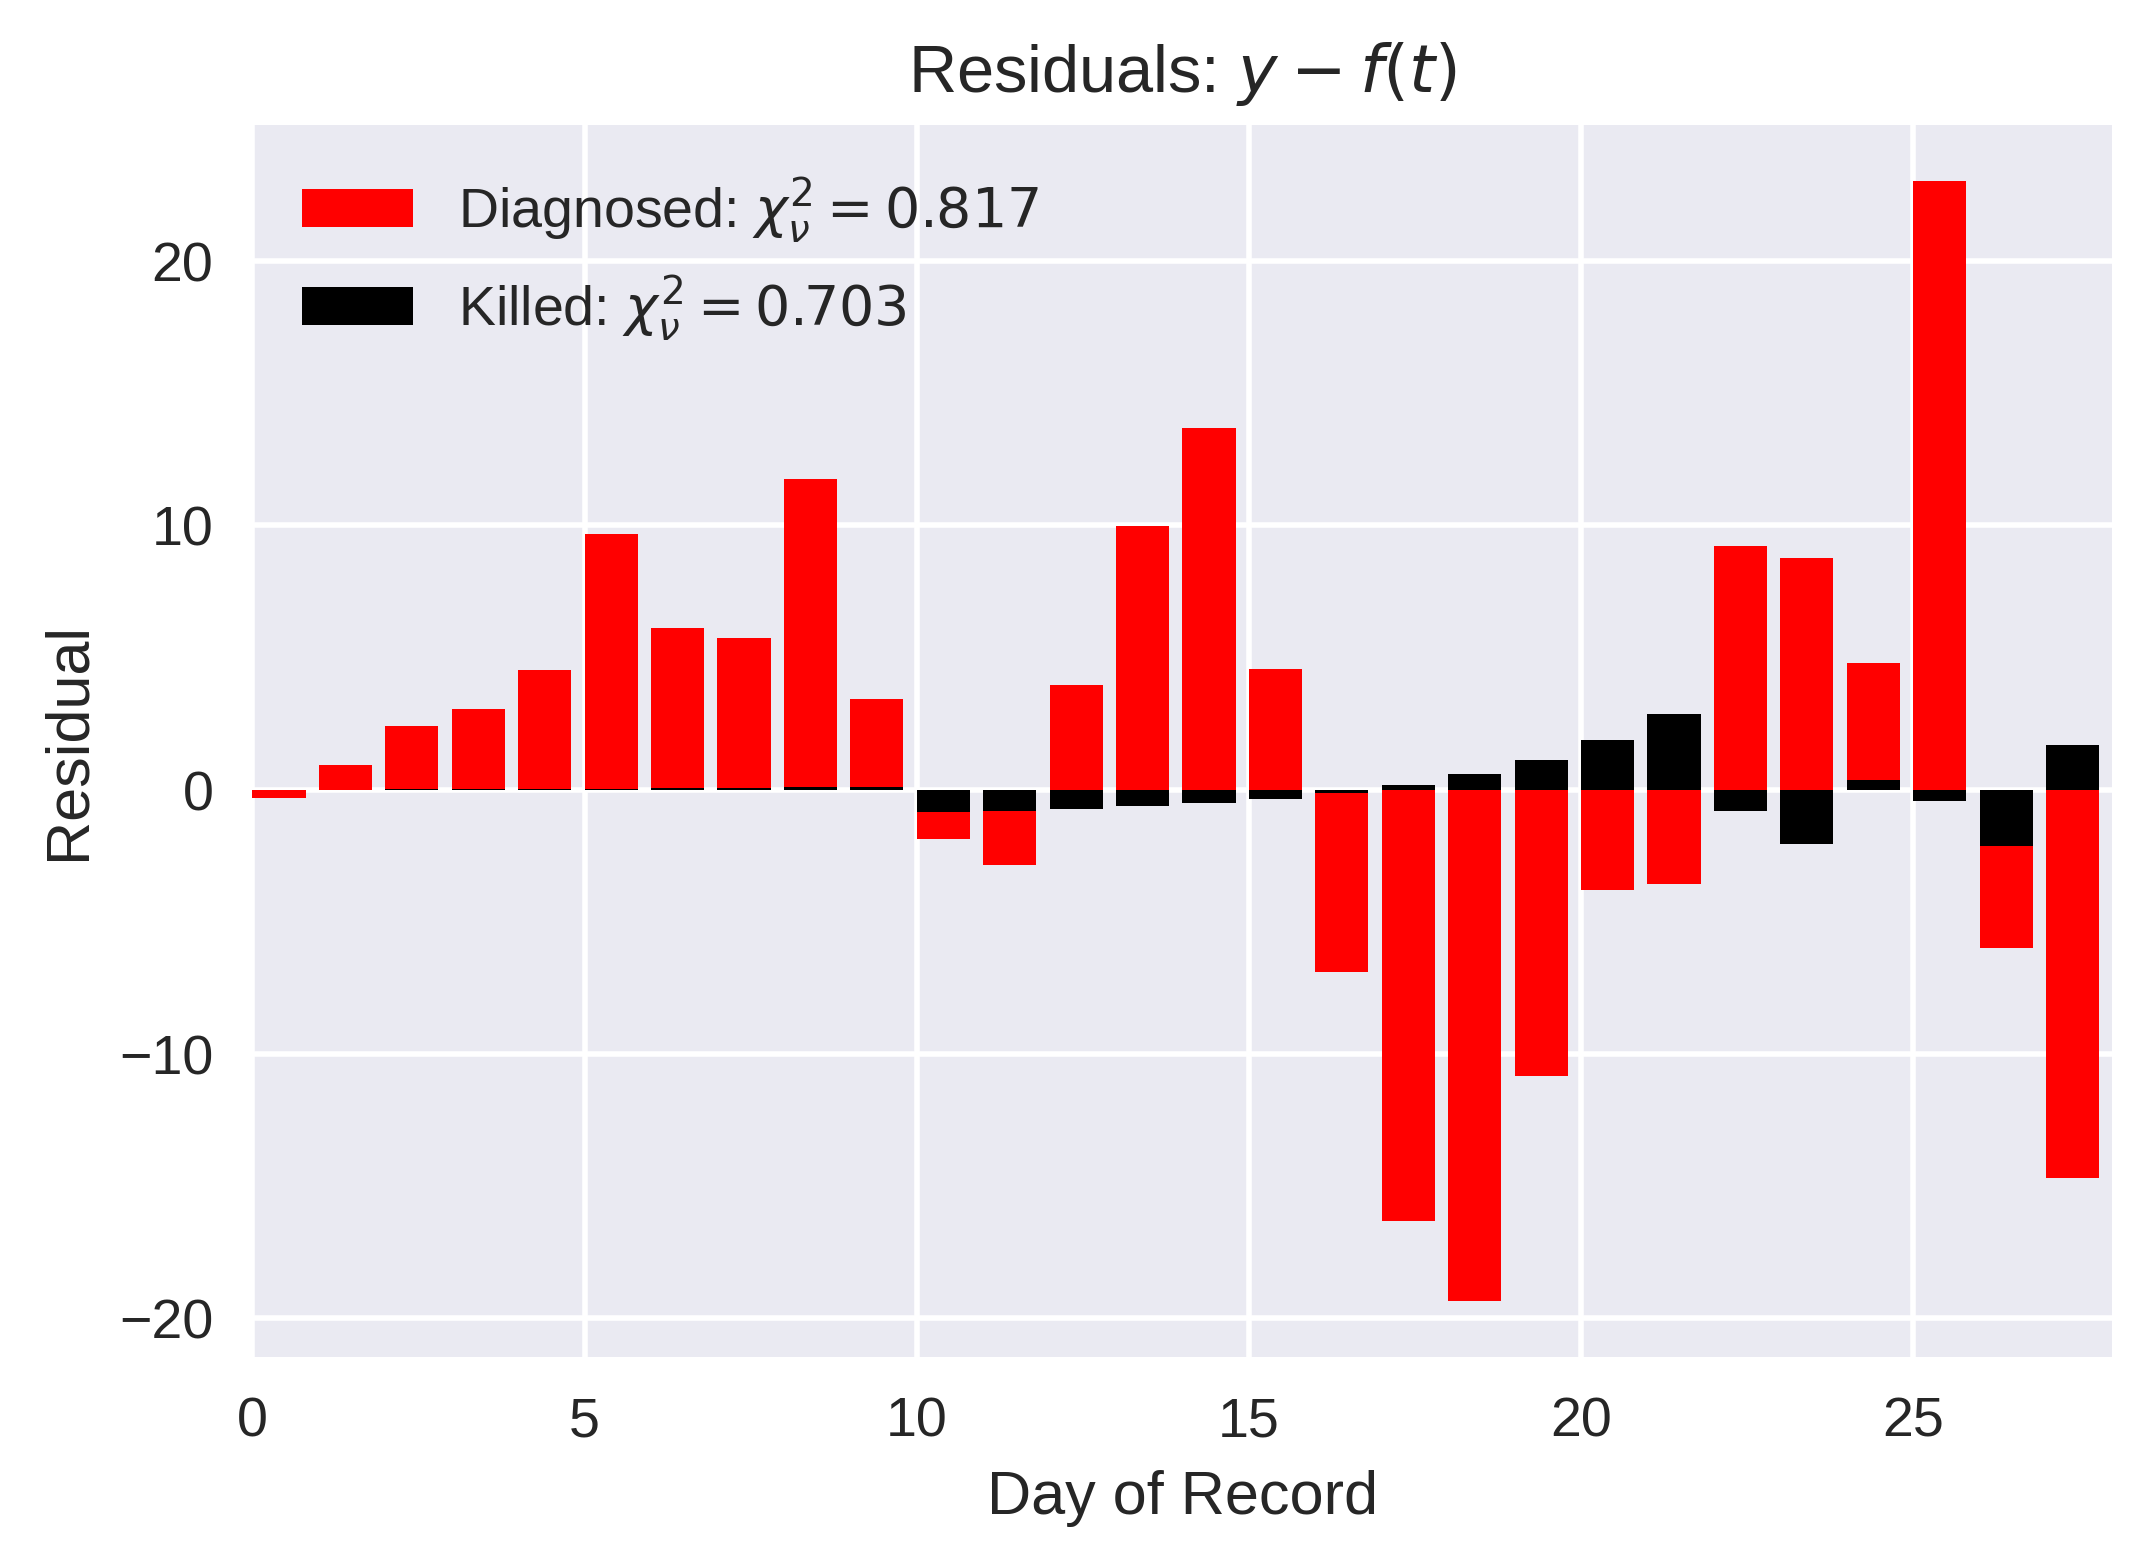 Residuals: y − f(t)
Diagnosed: χ²ᵥ = 0.817
Killed: χ²ᵥ = 0.703
20
10
0
−10
−20
Residual
0 5 10 15 20 25
Day of Record